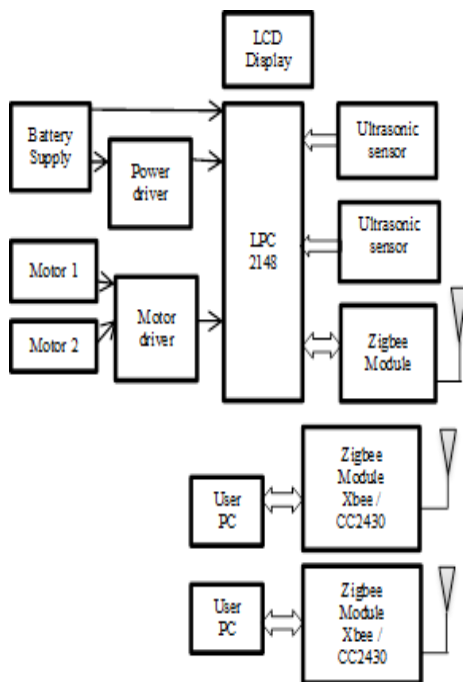 LCD
Display
Battery
Supply
Power
driver
LPC
2148
Ultrasonic
sensor
Ultrasonic
sensor
Motor 1
Motor 2
Motor
driver
Zigbee
Module
User
PC
Zigbee
Module
Xbee /
CC2430
User
PC
Zigbee
Module
Xbee /
CC2430